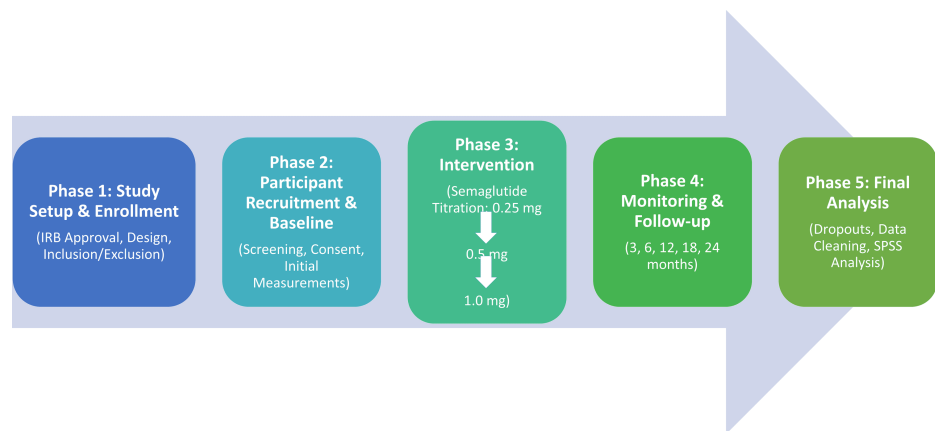 Phase 1: Study
Setup & Enrollment
(IRB Approval, Design,
Inclusion/Exclusion)
Phase 2:
Participant
Recruitment &
Baseline
(Screening, Consent,
Initial
Measurements)
Phase 3:
Intervention
(Semaglutide
Titration: 0.25 mg
0.5 mg
1.0 mg)
Phase 4:
Monitoring &
Follow-up
(3, 6, 12, 18, 24
months)
Phase 5: Final
Analysis
(Dropouts, Data
Cleaning, SPSS
Analysis)